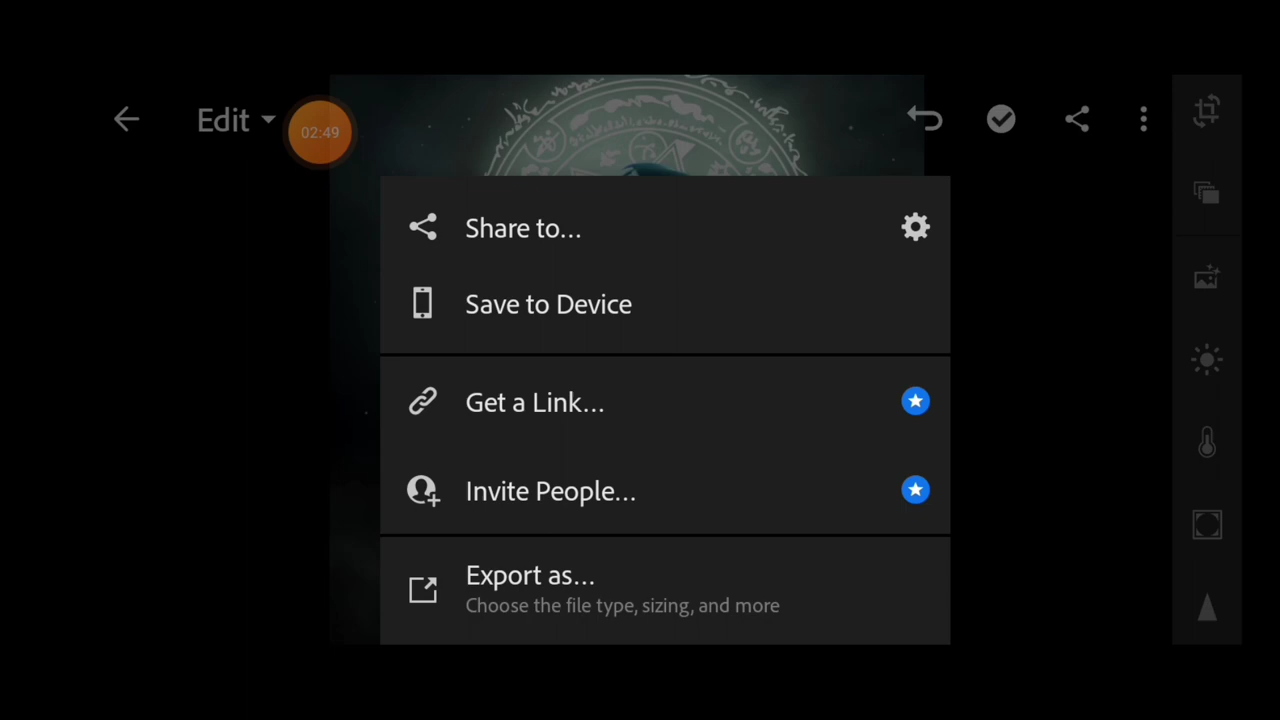 Edit
02:49
Share to...
Save to Device
Get a Link...
Invite People...
Export as...
Choose the file type, sizing, and more